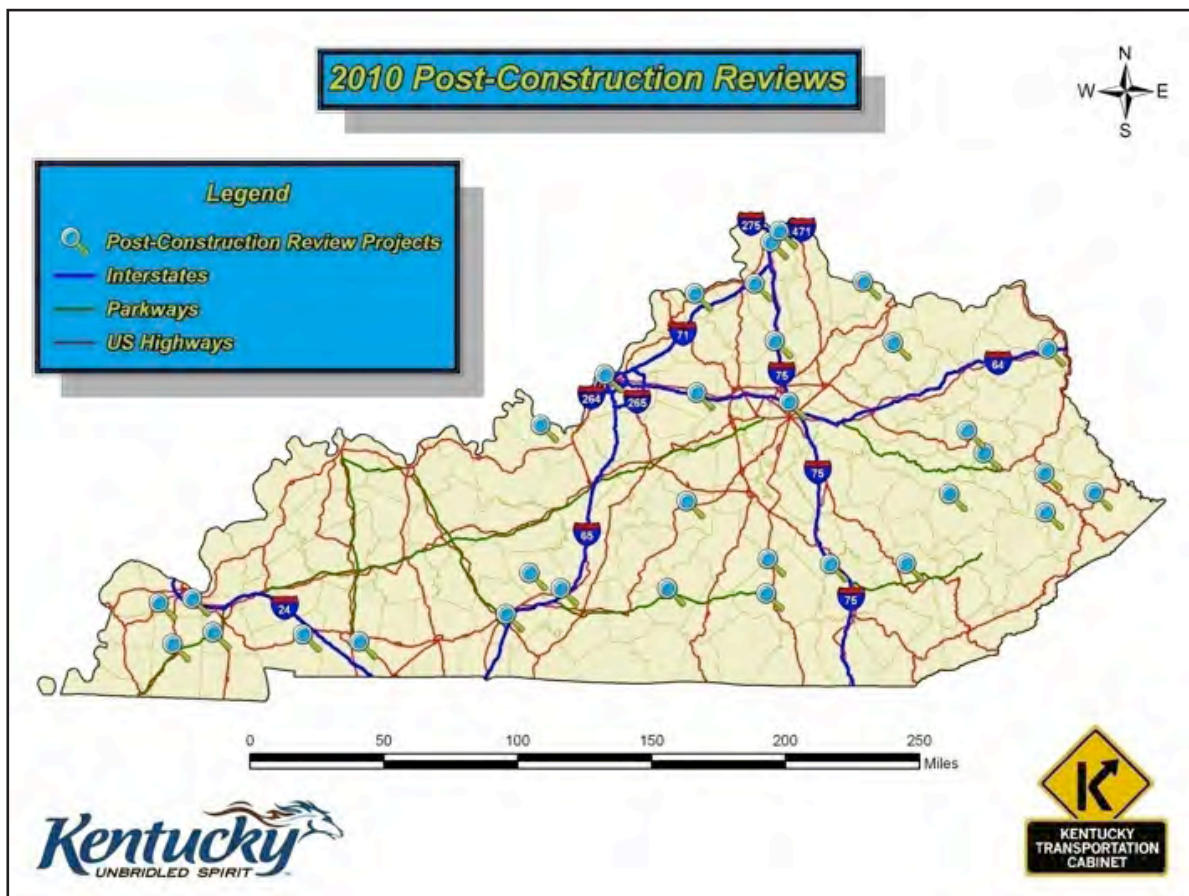 2010 Post-Construction Reviews
N
W E
S
Legend
Post-Construction Review Projects
Interstates
Parkways
US Highways
275
471
71
75
64
264
265
75
65
24
75
0 50 100 150 200 250
Miles
Kentucky
UNBRIDLED SPIRIT
K
KENTUCKY
TRANSPORTATION
CABINET